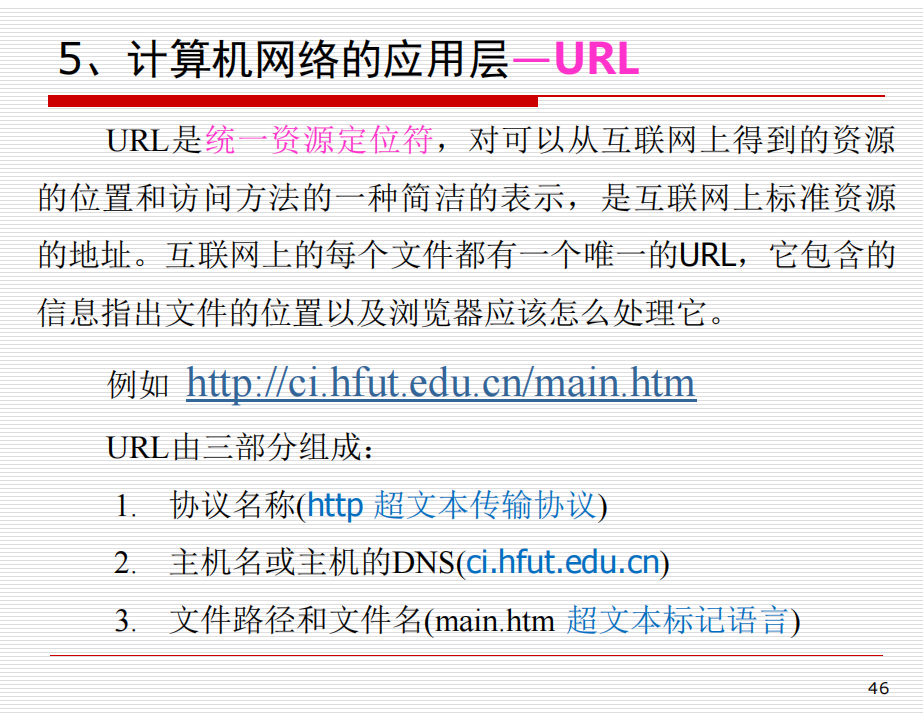 5、计算机网络的应用层—URL
URL是统一资源定位符，对可以从互联网上得到的资源
的位置和访问方法的一种简洁的表示，是互联网上标准资源
的地址。互联网上的每个文件都有一个唯一的URL，它包含的
信息指出文件的位置以及浏览器应该怎么处理它。
例如 http://ci.hfut.edu.cn/main.htm
URL由三部分组成：
1. 协议名称(http 超文本传输协议)
2. 主机名或主机的DNS(ci.hfut.edu.cn)
3. 文件路径和文件名(main.htm 超文本标记语言)
46